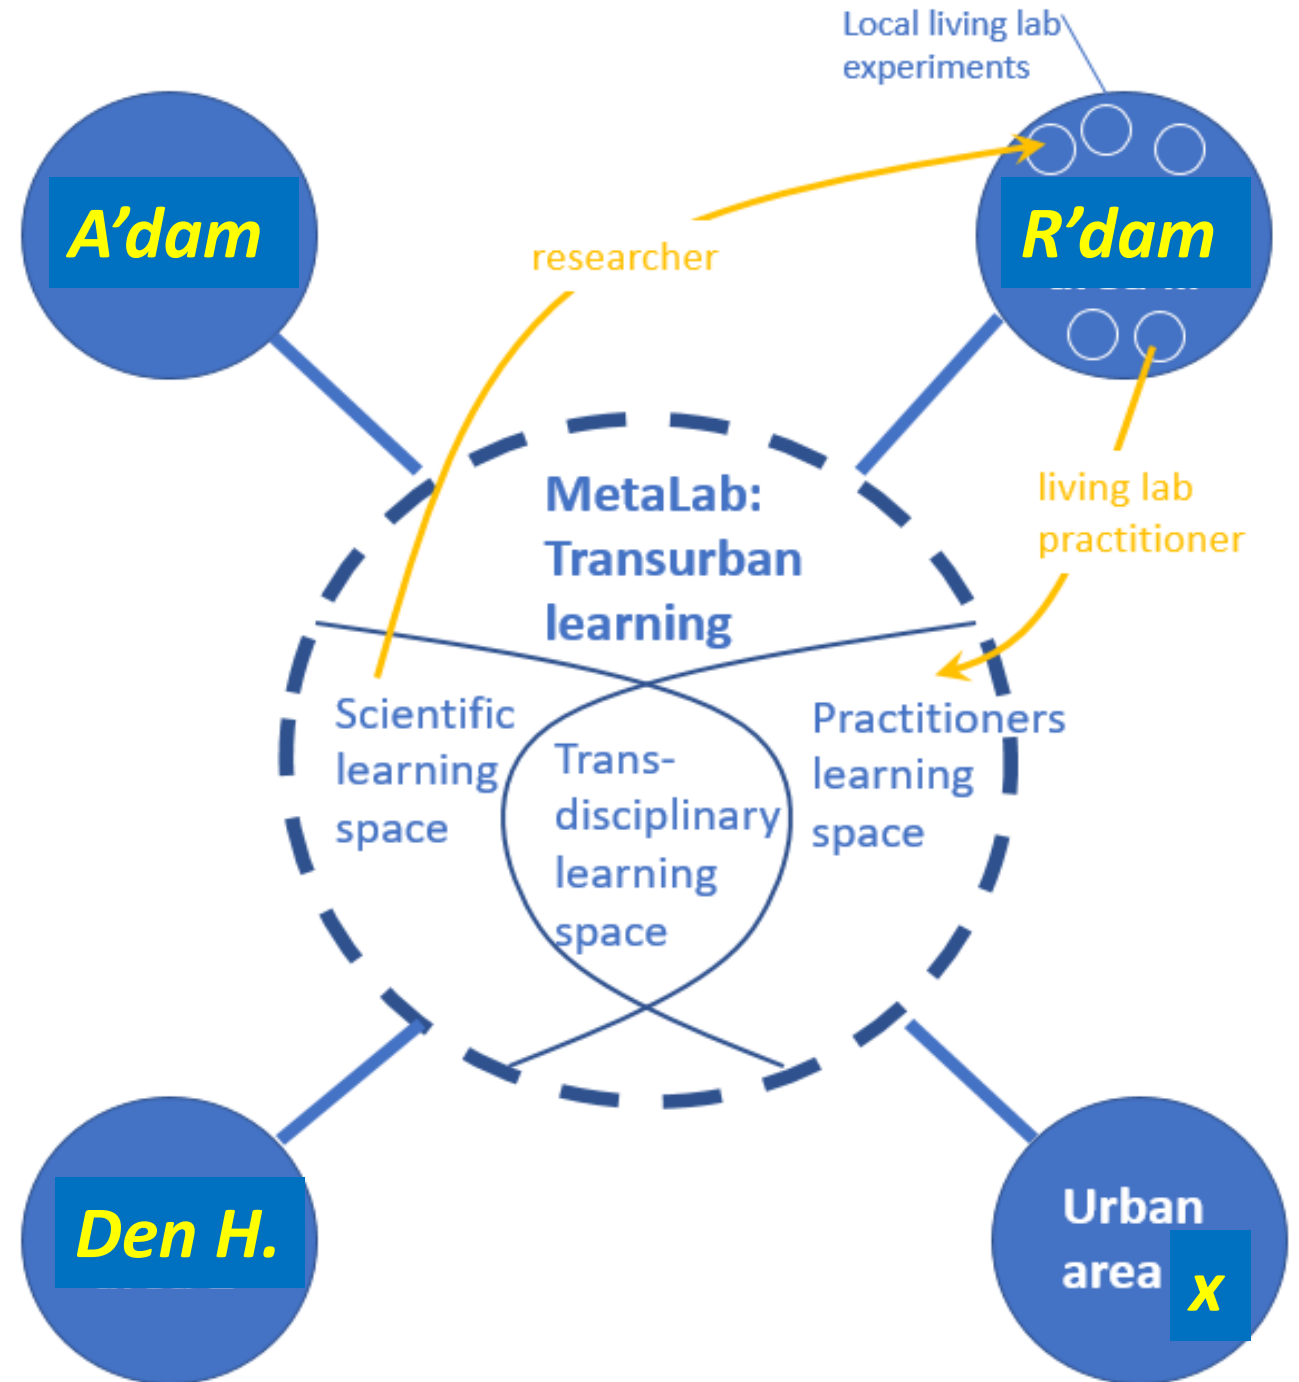 Local living lab
experiments
A’dam
R’dam
researcher
living lab
practitioner
MetaLab:
Transurban
learning
Scientific
learning
space
Trans-
disciplinary
learning
space
Practitioners
learning
space
Den H.
Urban
area x